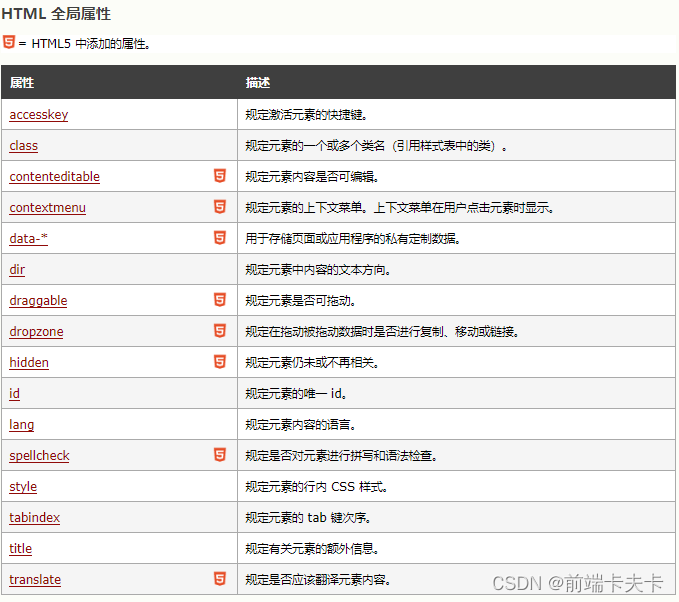 HTML 全局属性
= HTML5 中添加的属性。
属性 描述
accesskey 规定激活元素的快捷键。
class 规定元素的一个或多个类名（引用样式表中的类）。
contenteditable 规定元素内容是否可编辑。
contextmenu 规定元素的上下文菜单。上下文菜单在用户点击元素时显示。
data-* 用于存储页面或应用程序的私有定制数据。
dir 规定元素中内容的文本方向。
draggable 规定元素是否可拖动。
dropzone 规定在拖动被拖动数据时是否进行复制、移动或链接。
hidden 规定元素仍未或不再相关。
id 规定元素的唯一 id。
lang 规定元素内容的语言。
spellcheck 规定是否对元素进行拼写和语法检查。
style 规定元素的行内 CSS 样式。
tabindex 规定元素的 tab 键次序。
title 规定有关元素的额外信息。
translate 规定是否应该翻译元素内容。
CSDN @前端卡夫卡